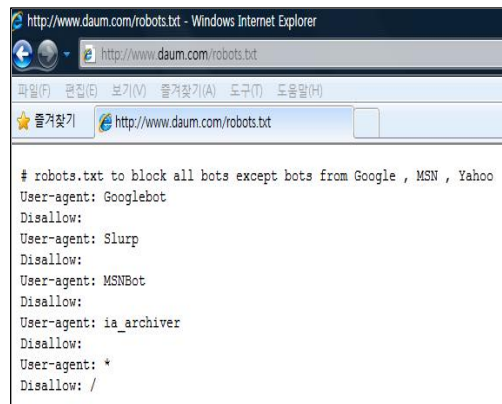 http://www.daum.com/robots.txt - Windows Internet Explorer
http://www.daum.com/robots.txt
파일(F) 편집(E) 보기(V) 즐겨찾기(A) 도구(T) 도움말(H)
즐겨찾기 http://www.daum.com/robots.txt
# robots.txt to block all bots except bots from Google , MSN , Yahoo
User-agent: Googlebot
Disallow:
User-agent: Slurp
Disallow:
User-agent: MSNBot
Disallow:
User-agent: ia_archiver
Disallow:
User-agent: *
Disallow: /